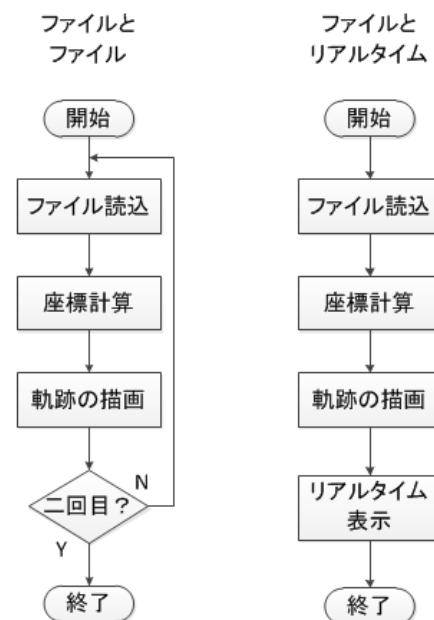 ファイルと
ファイル
開始
ファイル読込
座標計算
軌跡の描画
二回目？
N
Y
終了
ファイルと
リアルタイム
開始
ファイル読込
座標計算
軌跡の描画
リアルタイム
表示
終了